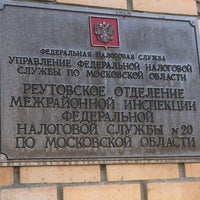 ФЕДЕРАЛЬНАЯ НАЛОГОВАЯ СЛУЖБА
УПРАВЛЕНИЕ ФЕДЕРАЛЬНОЙ НАЛОГОВОЙ
СЛУЖБЫ ПО МОСКОВСКОЙ ОБЛАСТИ
РЕУТОВСКОЕ ОТДЕЛЕНИЕ
МЕЖРАЙОННОЙ ИНСПЕКЦИИ
ФЕДЕРАЛЬНОЙ
НАЛОГОВОЙ СЛУЖБЫ №20
ПО МОСКОВСКОЙ ОБЛАСТИ